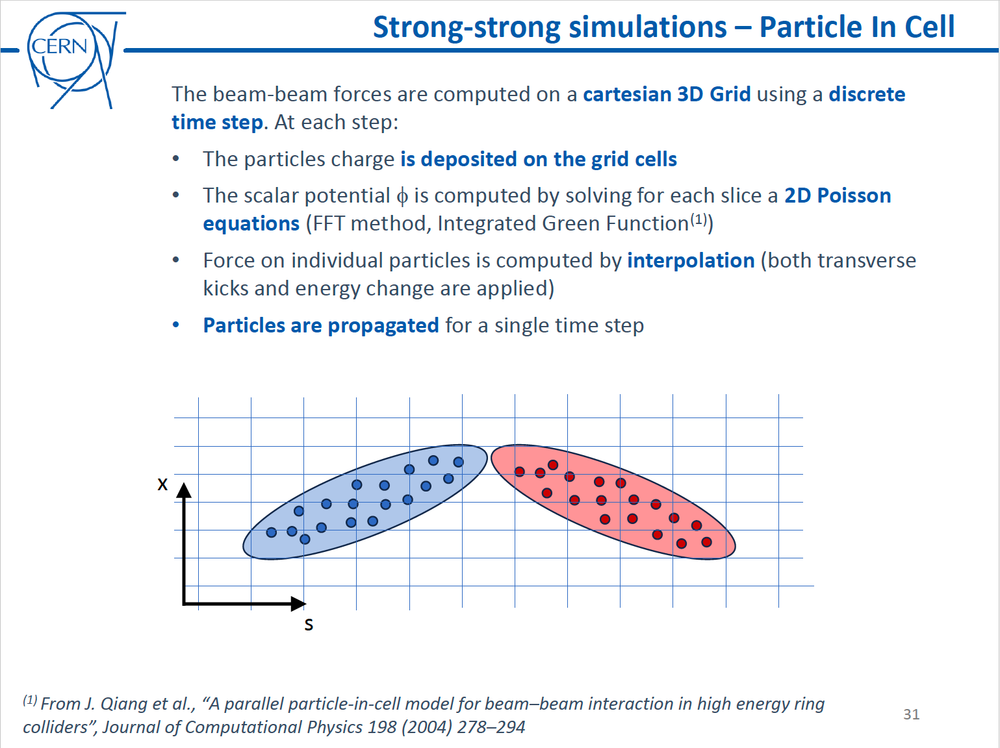 CERN
Strong-strong simulations – Particle In Cell
The beam-beam forces are computed on a cartesian 3D Grid using a discrete
time step. At each step:
• The particles charge is deposited on the grid cells
• The scalar potential ϕ is computed by solving for each slice a 2D Poisson
equations (FFT method, Integrated Green Function(1))
• Force on individual particles is computed by interpolation (both transverse
kicks and energy change are applied)
• Particles are propagated for a single time step
x
s
(1) From J. Qiang et al., “A parallel particle-in-cell model for beam–beam interaction in high energy ring
colliders”, Journal of Computational Physics 198 (2004) 278–294
31